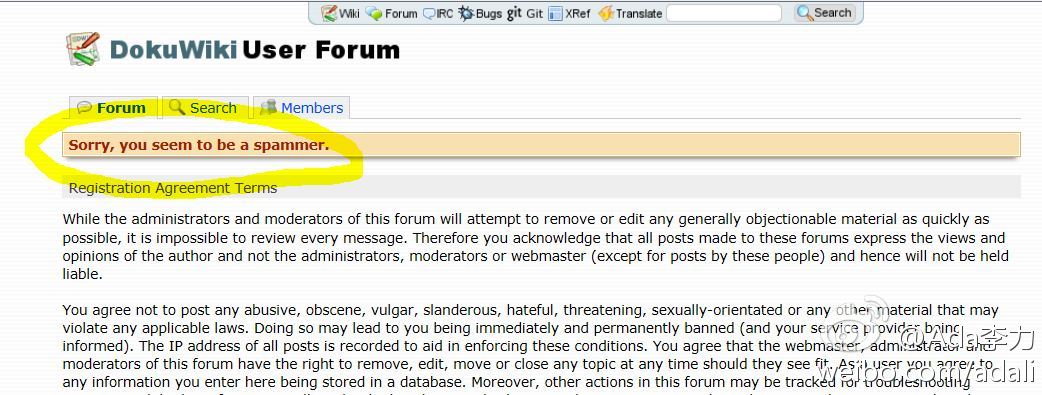 Wiki Forum IRC Bugs git Git XRef Translate Search
DokuWiki User Forum
Forum Search Members
Sorry, you seem to be a spammer.
Registration Agreement Terms
While the administrators and moderators of this forum will attempt to remove or edit any generally objectionable material as quickly as
possible, it is impossible to review every message. Therefore you acknowledge that all posts made to these forums express the views and
opinions of the author and not the administrators, moderators or webmaster (except for posts by these people) and hence will not be held
liable.
You agree not to post any abusive, obscene, vulgar, slanderous, hateful, threatening, sexually-orientated or any other material that may
violate any applicable laws. Doing so may lead to you being immediately and permanently banned (and your service provider being
informed). The IP address of all posts is recorded to aid in enforcing these conditions. You agree that the webmaster, administrator and
moderators of this forum have the right to remove, edit, move or close any topic at any time should they see fit. As a user you agree to
any information you enter here being stored in a database. Moreover, other actions in this forum may be tracked for troubleshooting
@Ada李力
weibo.com/adali